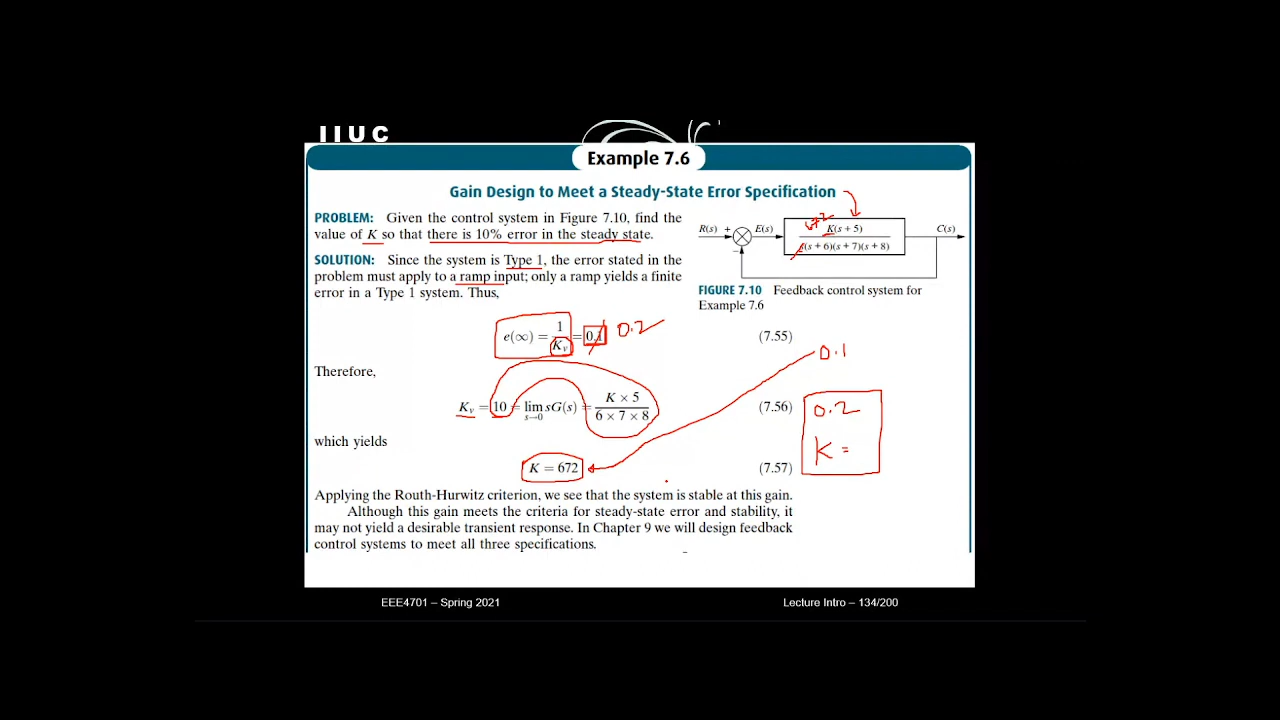 IIUC
Example 7.6
Gain Design to Meet a Steady-State Error Specification
PROBLEM: Given the control system in Figure 7.10, find the
value of K so that there is 10% error in the steady state.
SOLUTION: Since the system is Type 1, the error stated in the
problem must apply to a ramp input; only a ramp yields a finite
error in a Type 1 system. Thus,
672
R(s) + E(s) K(s + 5) C(s)
− s(s + 6)(s + 7)(s + 8)
FIGURE 7.10 Feedback control system for
Example 7.6
e(∞) = 1/Kv = 0.1 0.2 (7.55)
0.1
Therefore,
Kv = 10 = lim s→0 sG(s) = K × 5 / 6 × 7 × 8 (7.56)
0.2
K =
which yields
K = 672 (7.57)
Applying the Routh-Hurwitz criterion, we see that the system is stable at this gain.
Although this gain meets the criteria for steady-state error and stability, it
may not yield a desirable transient response. In Chapter 9 we will design feedback
control systems to meet all three specifications.
EEE4701 – Spring 2021
Lecture Intro – 134/200